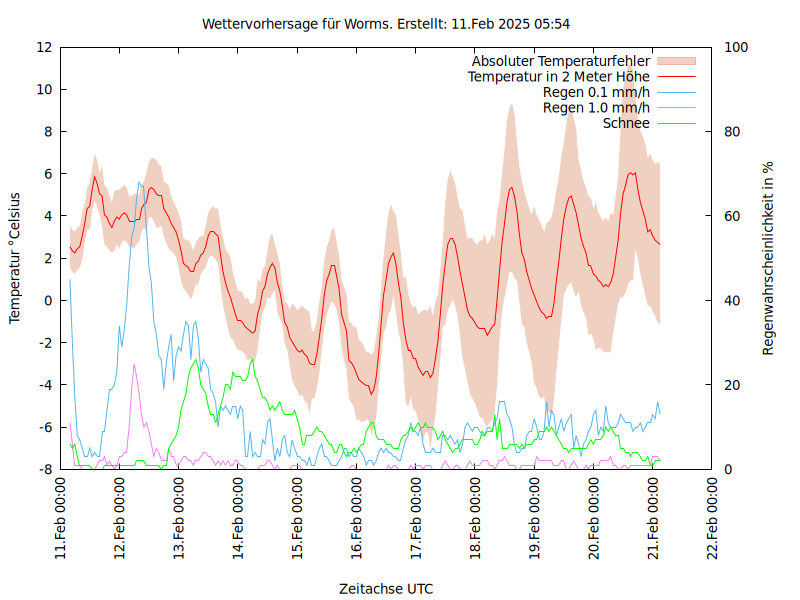 Wettervorhersage für Worms. Erstellt: 11.Feb 2025 05:54
Absoluter Temperaturfehler
Temperatur in 2 Meter Höhe
Regen 0.1 mm/h
Regen 1.0 mm/h
Schnee
Temperatur °Celsius
12
10
8
6
4
2
0
-2
-4
-6
-8
100
80
60
40
20
0
Regenwahrscheinlichkeit in %
11.Feb 00:00
12.Feb 00:00
13.Feb 00:00
14.Feb 00:00
15.Feb 00:00
16.Feb 00:00
17.Feb 00:00
18.Feb 00:00
19.Feb 00:00
20.Feb 00:00
21.Feb 00:00
22.Feb 00:00
Zeitachse UTC